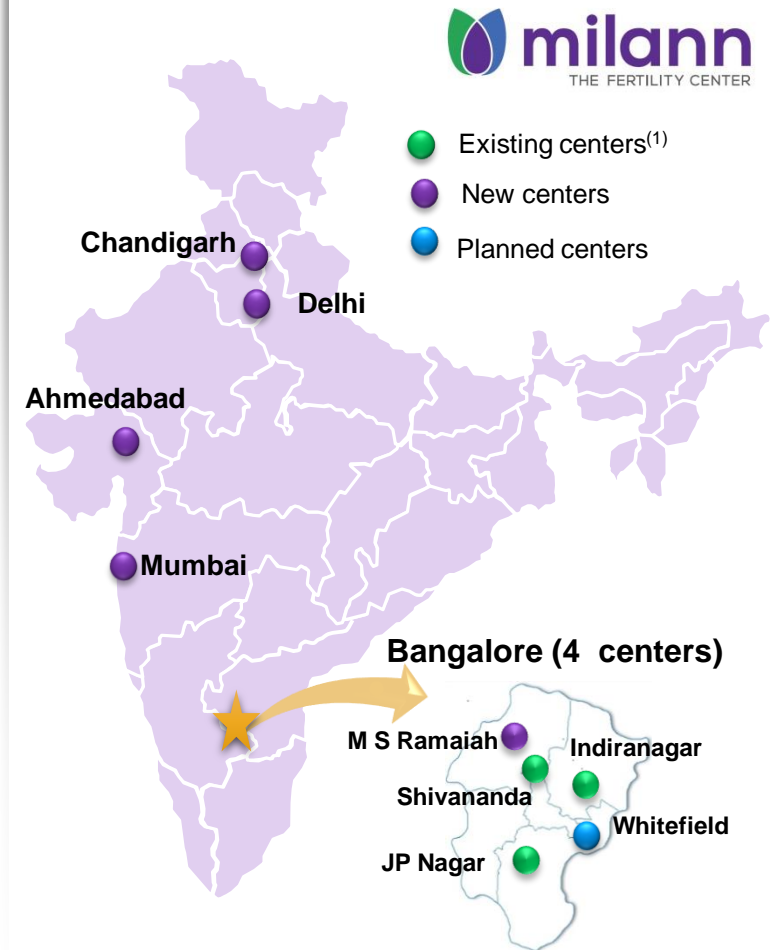 milann
THE FERTILITY CENTER
Existing centers(1)
New centers
Planned centers
Chandigarh
Delhi
Ahmedabad
Mumbai
Bangalore (4 centers)
M S Ramaiah
Indiranagar
Shivananda
Whitefield
JP Nagar